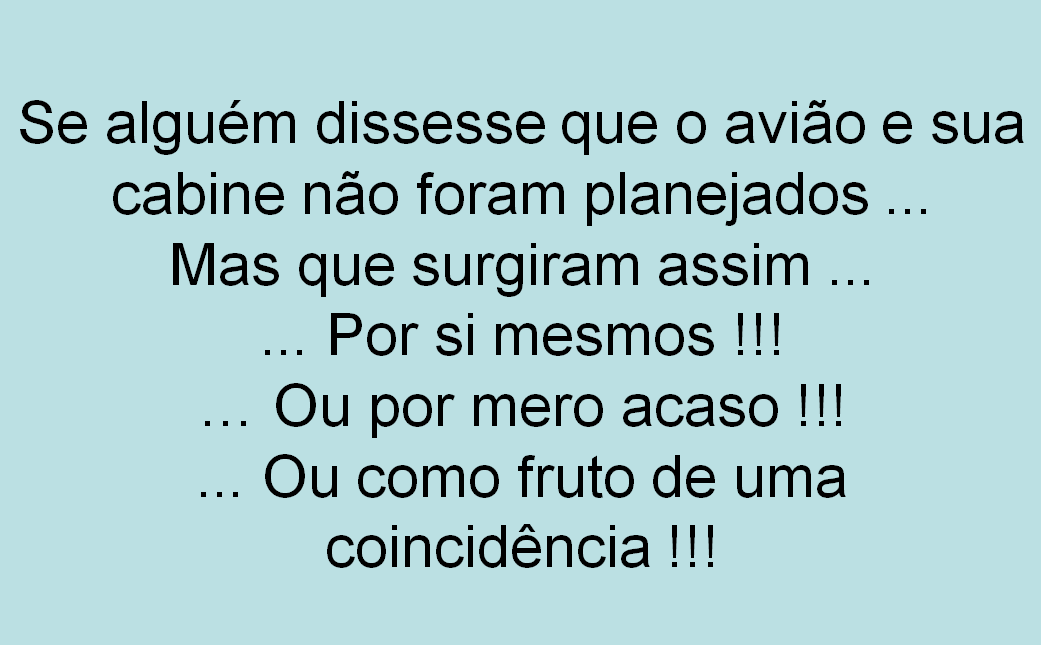 Se alguém dissesse que o avião e sua
cabine não foram planejados ...
Mas que surgiram assim ...
... Por si mesmos !!!
... Ou por mero acaso !!!
... Ou como fruto de uma
coincidência !!!